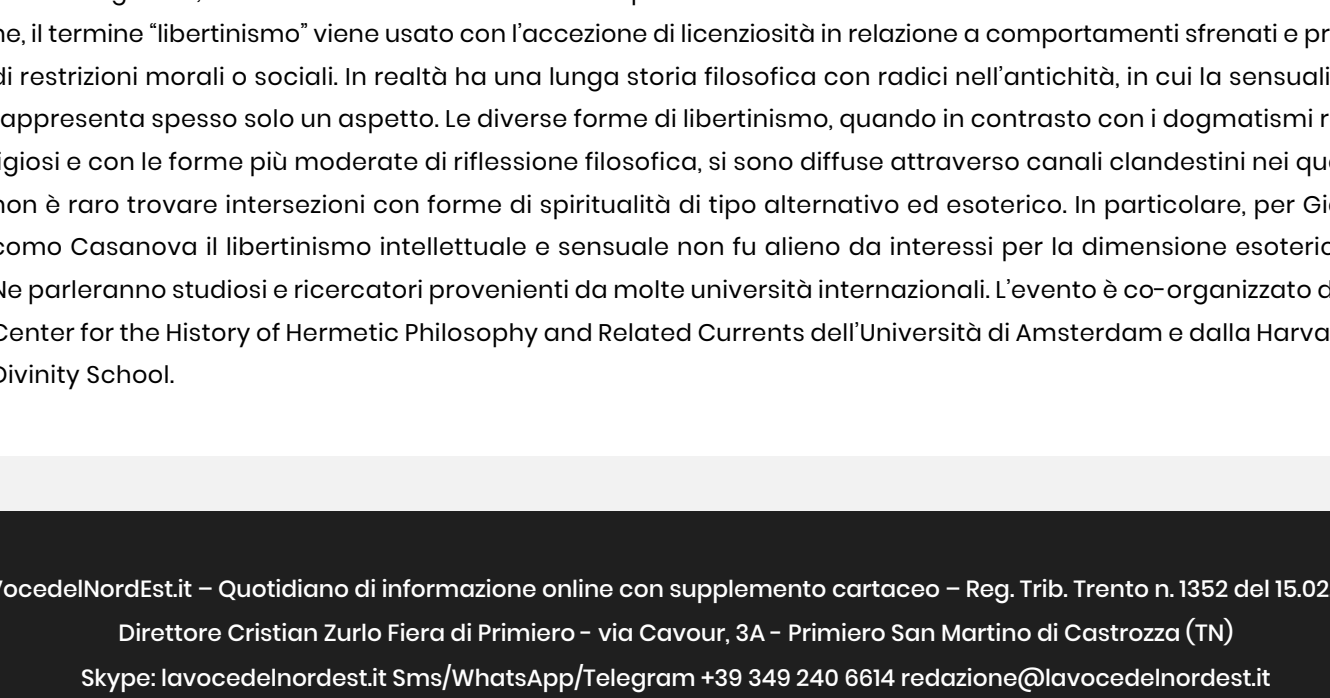 ne, il termine “libertinismo” viene usato con l’accezione di licenziosità in relazione a comportamenti sfrenati e pr
di restrizioni morali o sociali. In realtà ha una lunga storia filosofica con radici nell’antichità, in cui la sensuali
rappresenta spesso solo un aspetto. Le diverse forme di libertinismo, quando in contrasto con i dogmatismi r
igiosi e con le forme più moderate di riflessione filosofica, si sono diffuse attraverso canali clandestini nei qu
non è raro trovare intersezioni con forme di spiritualità di tipo alternativo ed esoterico. In particolare, per Gi
como Casanova il libertinismo intellettuale e sensuale non fu alieno da interessi per la dimensione esoteric
Ne parleranno studiosi e ricercatori provenienti da molte università internazionali. L’evento è co-organizzato d
Center for the History of Hermetic Philosophy and Related Currents dell’Università di Amsterdam e dalla Harva
Divinity School.
VocedelNordEst.it – Quotidiano di informazione online con supplemento cartaceo – Reg. Trib. Trento n. 1352 del 15.02
Direttore Cristian Zurlo Fiera di Primiero - via Cavour, 3A - Primiero San Martino di Castrozza (TN)
Skype: lavocedelnordest.it Sms/WhatsApp/Telegram +39 349 240 6614 redazione@lavocedelnordest.it